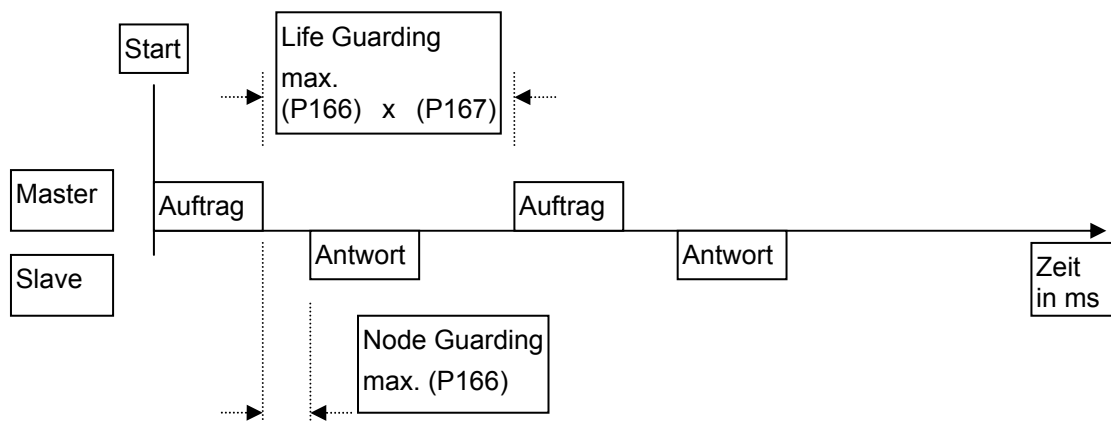 Start
Life Guarding
max.
(P166) x (P167)
Master
Auftrag
Auftrag
Antwort
Antwort
Slave
Zeit
in ms
Node Guarding
max. (P166)